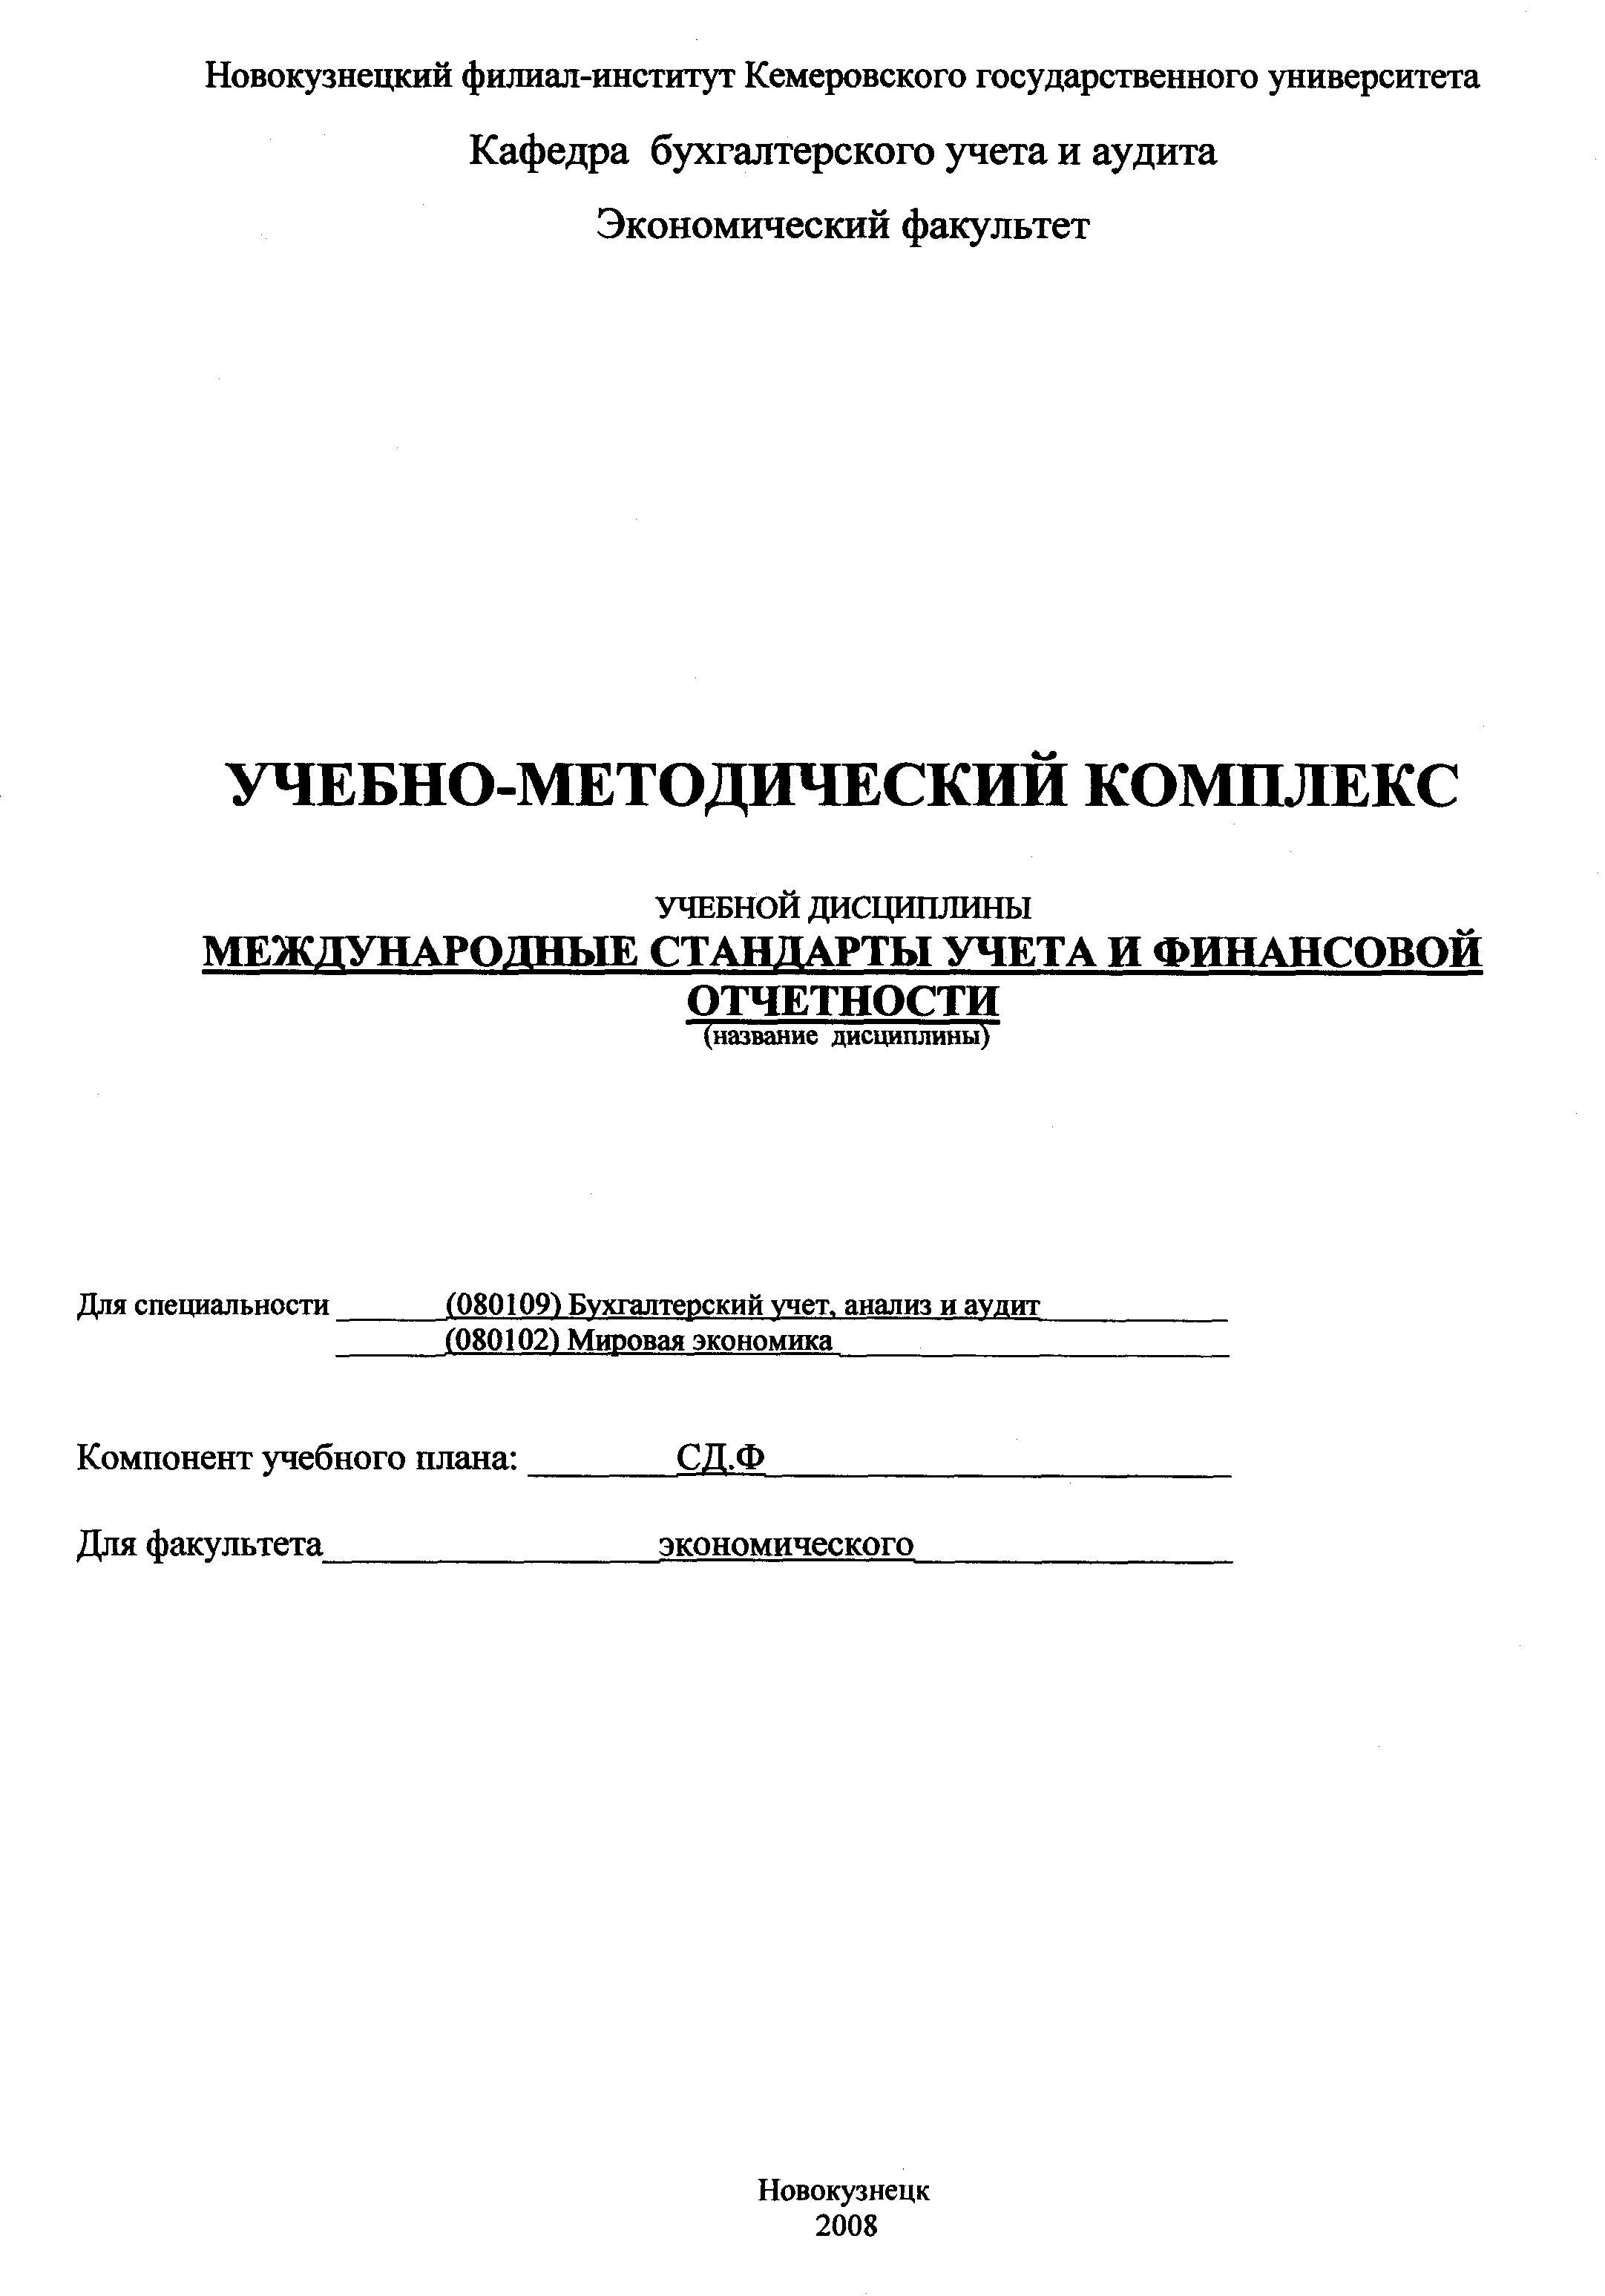 Новокузнецкий филиал-институт Кемеровского государственного университета
Кафедра бухгалтерского учета и аудита
Экономический факультет
УЧЕБНО-МЕТОДИЧЕСКИЙ КОМПЛЕКС
УЧЕБНОЙ ДИСЦИПЛИНЫ
МЕЖДУНАРОДНЫЕ СТАНДАРТЫ УЧЕТА И ФИНАНСОВОЙ
ОТЧЕТНОСТИ
(название дисциплины)
Для специальности (080109) Бухгалтерский учет, анализ и аудит
(080102) Мировая экономика
Компонент учебного плана: СД.Ф
Для факультета экономического
Новокузнецк
2008